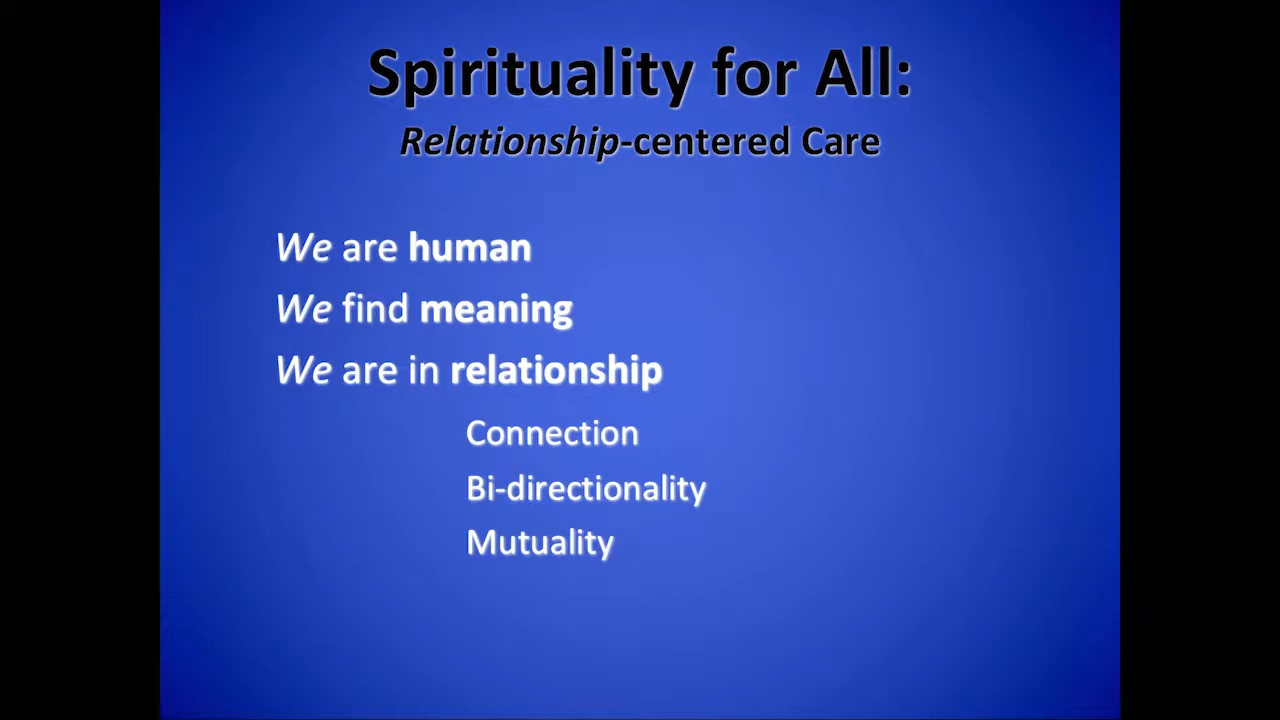 Spirituality for All:
Relationship-centered Care
We are human
We find meaning
We are in relationship
Connection
Bi-directionality
Mutuality